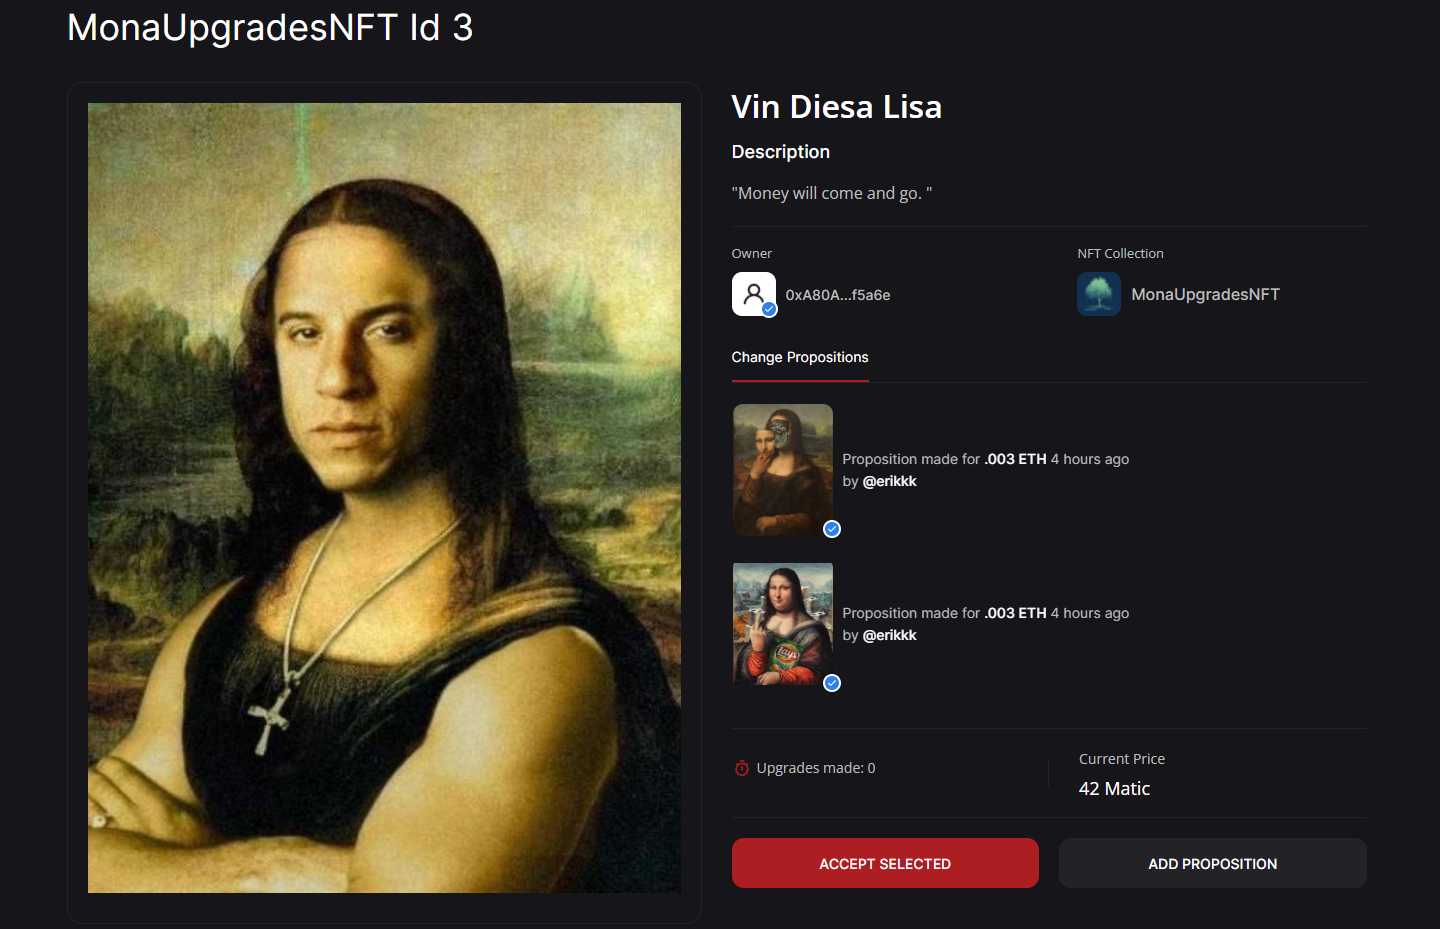 MonaUpgradesNFT Id 3
Vin Diesa Lisa
Description
"Money will come and go. "
Owner
0xA80A...f5a6e
NFT Collection
MonaUpgradesNFT
Change Propositions
Proposition made for .003 ETH 4 hours ago
by @erikkk
Lays
Proposition made for .003 ETH 4 hours ago
by @erikkk
Upgrades made: 0
Current Price
42 Matic
ACCEPT SELECTED
ADD PROPOSITION